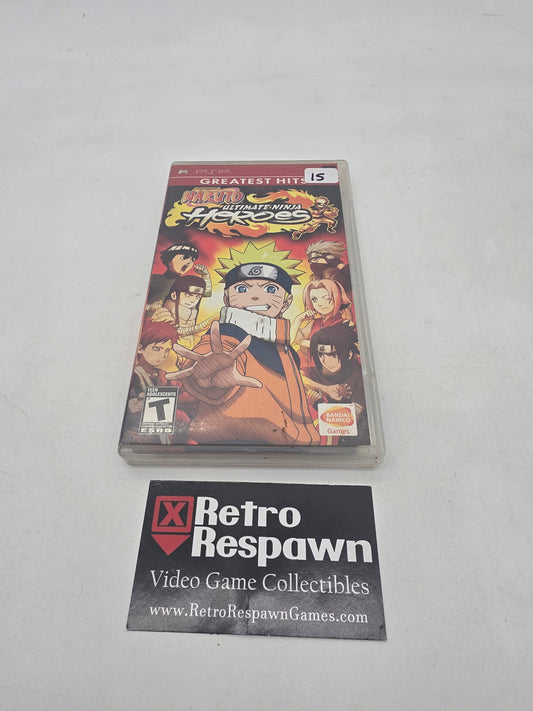 PSP
GREATEST HITS
15
NARUTO
ULTIMATE NINJA
HEROES
TEEN
ADOLESCENTS
T
ESRB
BANDAI
NAMCO
Games
X Retro
Respawn
Video Game Collectibles
www.RetroRespawnGames.com